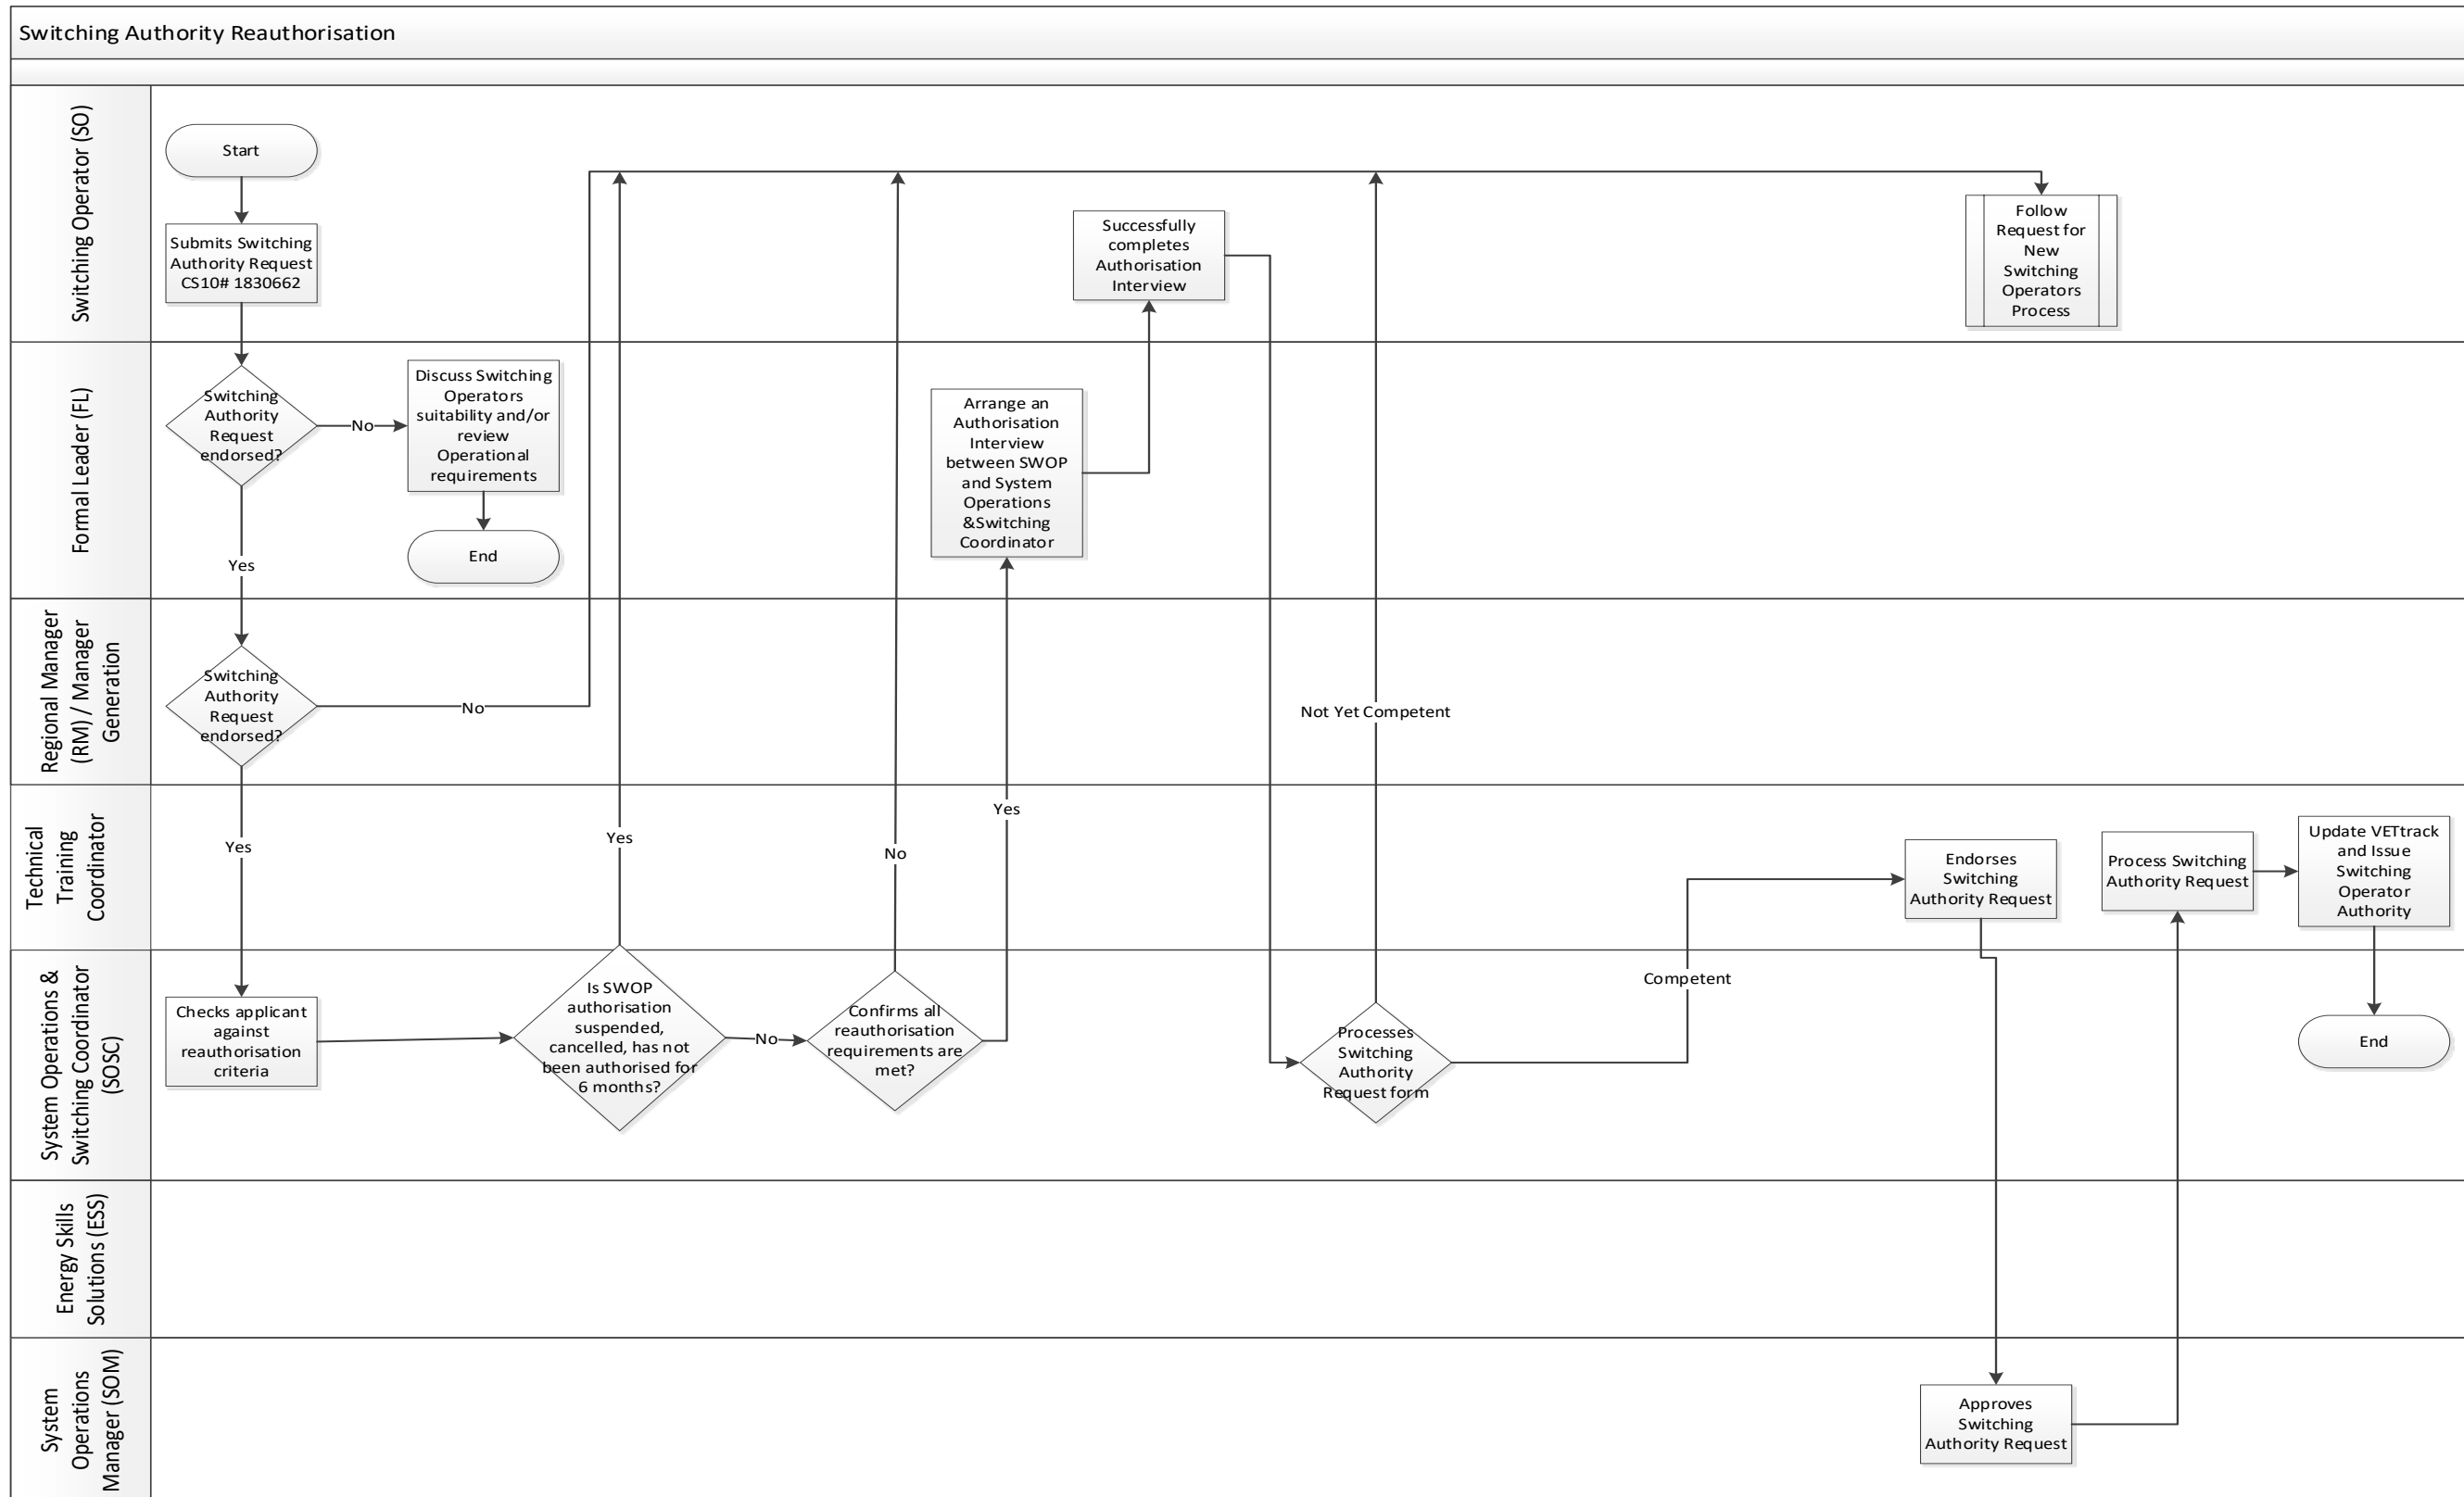 Switching Authority Reauthorisation
Switching Operator (SO)
Start
Submits Switching
Authority Request
CS10# 1830662
Successfully
completes
Authorisation
Interview
Follow
Request for
New
Switching
Operators
Process
Formal Leader (FL)
Switching
Authority
Request
endorsed?
No
Discuss Switching
Operators
suitability and/or
review
Operational
requirements
End
Yes
Arrange an
Authorisation
Interview
between SWOP
and System
Operations
&Switching
Coordinator
Regional Manager
(RM) / Manager
Generation
Switching
Authority
Request
endorsed?
No
Not Yet Competent
Technical
Training
Coordinator
Yes
Yes
No
Yes
Endorses
Switching
Authority Request
Process Switching
Authority Request
Update VETtrack
and Issue
Switching
Operator
Authority
System Operations &
Switching Coordinator
(SOSC)
Checks applicant
against
reauthorisation
criteria
Is SWOP
authorisation
suspended,
cancelled, has not
been authorised for
6 months?
No
Confirms all
reauthorisation
requirements are
met?
Processes
Switching
Authority
Request form
Competent
End
Energy Skills
Solutions (ESS)
System
Operations
Manager (SOM)
Approves
Switching
Authority Request